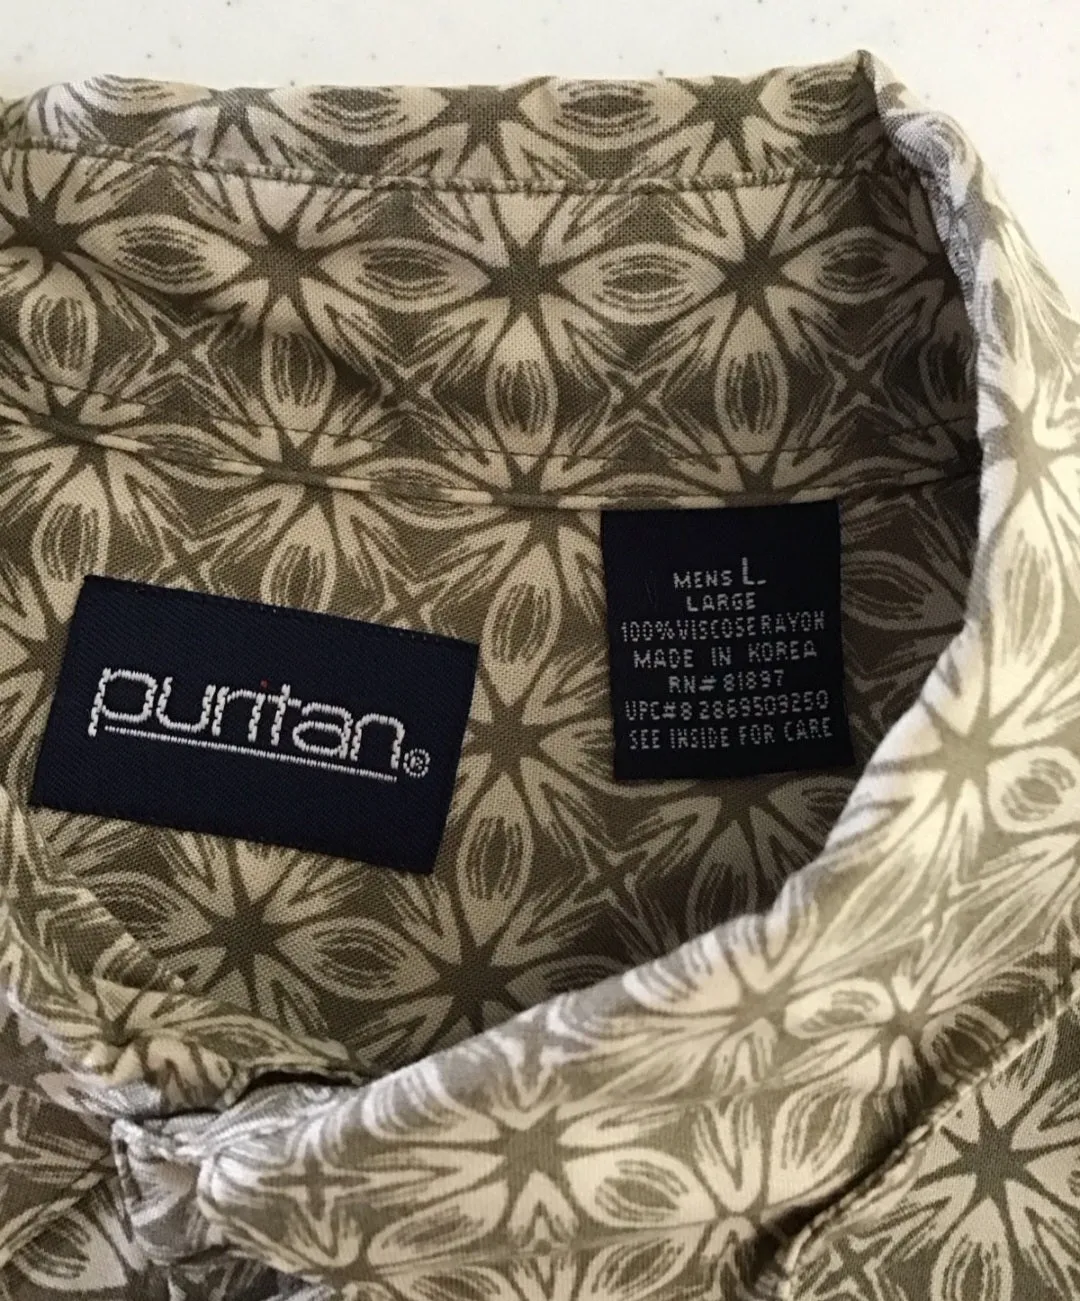 puritan®
MENS L.
LARGE
100% VISCOSE RAYON
MADE IN KOREA
RN# 81897
UPC#8 2869509250
SEE INSIDE FOR CARE